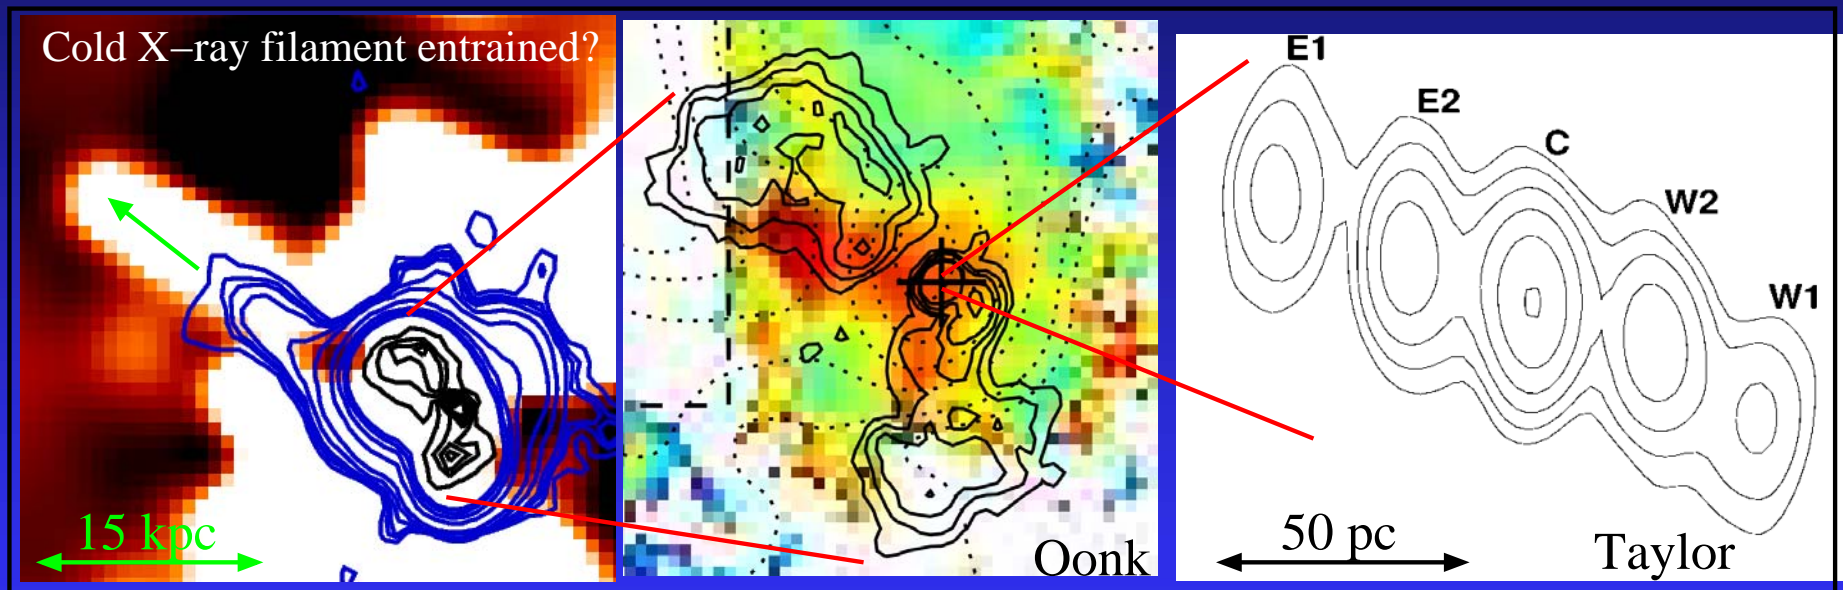 Cold X−ray filament entrained?
15 kpc
Oonk
E1
E2
C
W2
W1
50 pc
Taylor